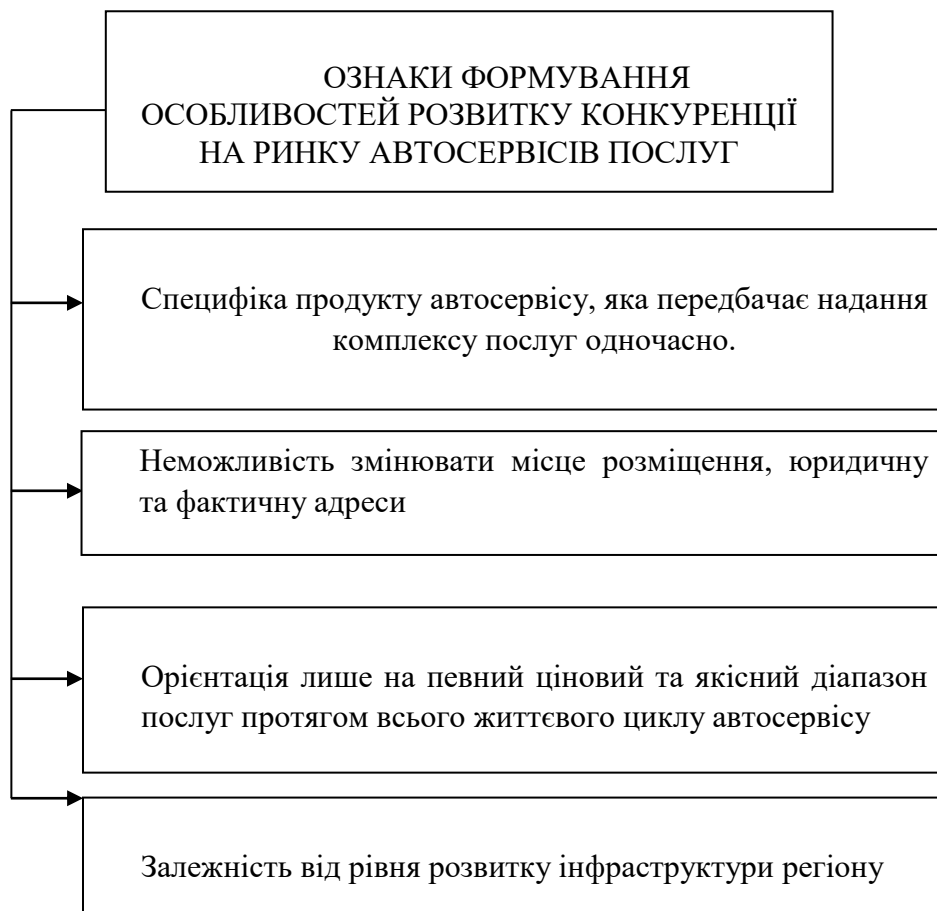 ОЗНАКИ ФОРМУВАННЯ
ОСОБЛИВОСТЕЙ РОЗВИТКУ КОНКУРЕНЦІЇ
НА РИНКУ АВТОСЕРВІСІВ ПОСЛУГ
Специфіка продукту автосервісу, яка передбачає надання
комплексу послуг одночасно.
Неможливість змінювати місце розміщення, юридичну
та фактичну адреси
Орієнтація лише на певний ціновий та якісний діапазон
послуг протягом всього життєвого циклу автосервісу
Залежність від рівня розвитку інфраструктури регіону